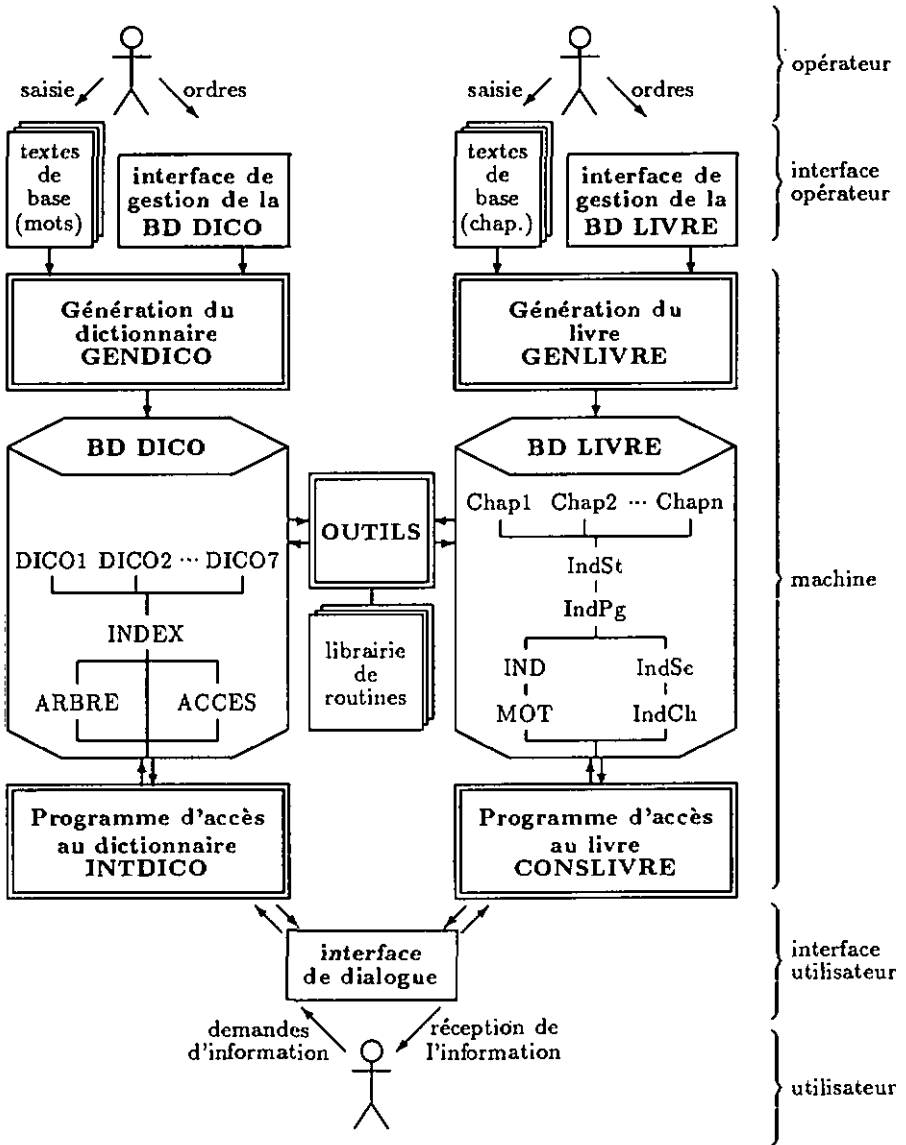 opérateur
saisie
ordres
saisie
ordres
textes
de
base
(mots)
interface de
gestion de la
BD DICO
textes
de
base
(chap.)
interface de
gestion de la
BD LIVRE
interface
opérateur
Génération du
dictionnaire
GENDICO
Génération du
livre
GENLIVRE
BD DICO
BD LIVRE
OUTILS
Chap1 Chap2 ... Chapn
DICO1 DICO2 ... DICO7
IndSt
IndPg
INDEX
librairie
de
routines
IND
IndSc
ARBRE
ACCES
MOT
IndCh
machine
Programme d'accès
au dictionnaire
INTDICO
Programme d'accès
au livre
CONSLIVRE
interface
de dialogue
interface
utilisateur
demandes
d'information
réception de
l'information
utilisateur